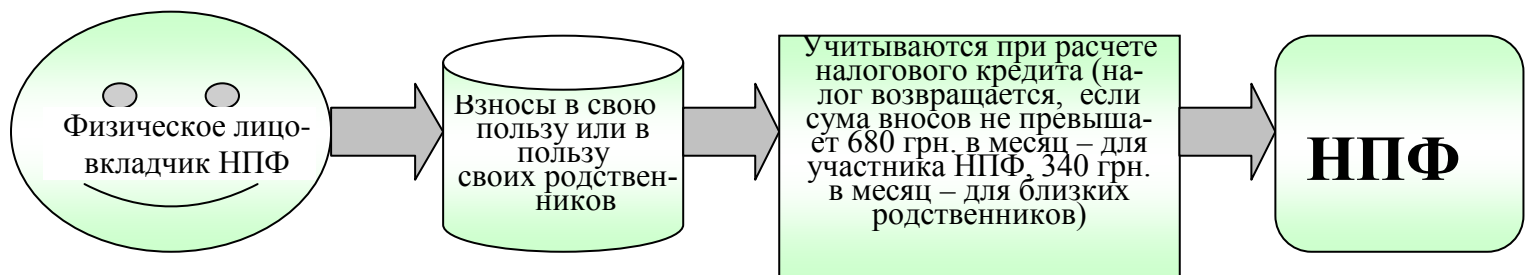 Физическое лицо-
вкладчик НПФ
Взносы в свою
пользу или в
пользу
своих родствен-
ников
Учитываются при расчете
налогового кредита (на-
лог возвращается, если
сума вносов не превыша-
ет 680 грн. в месяц – для
участника НПФ, 340 грн.
в месяц – для близких
родственников)
НПФ